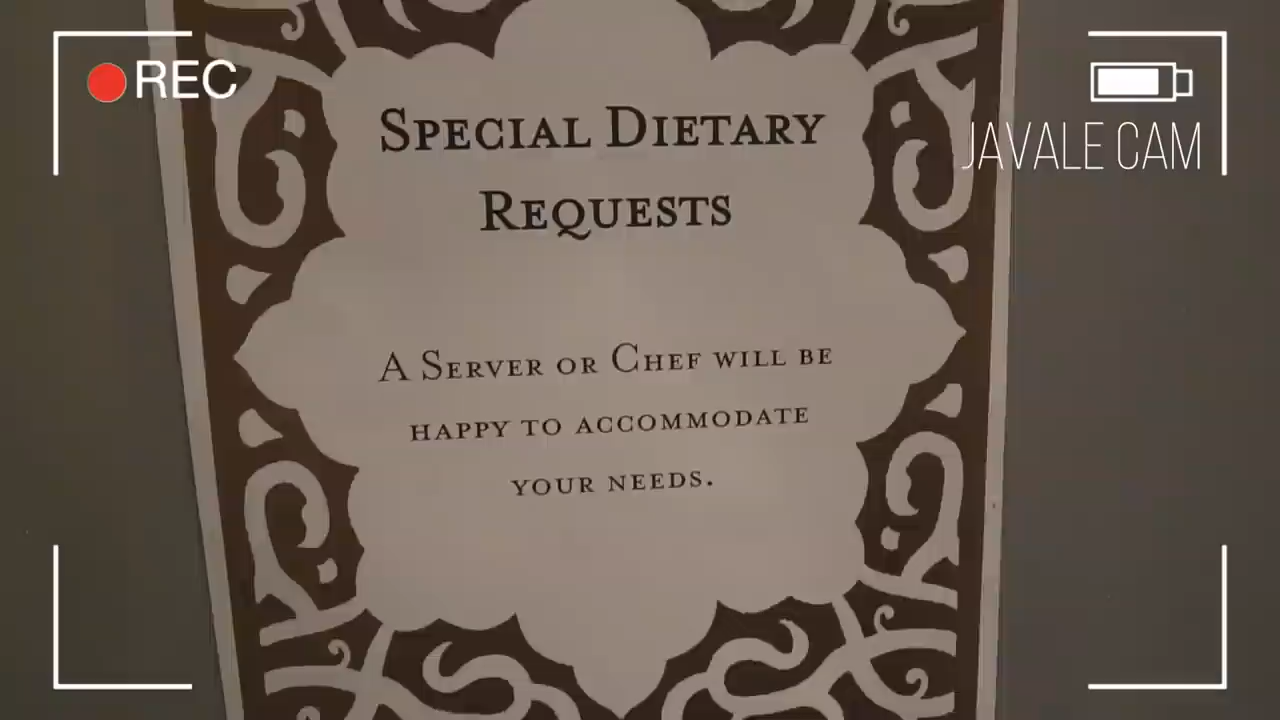 REC
JAVALE CAM
SPECIAL DIETARY
REQUESTS
A SERVER OR CHEF WILL BE
HAPPY TO ACCOMMODATE
YOUR NEEDS.